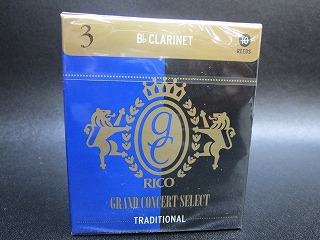 3
B♭ CLARINET
10
REEDS
gc
RICO
GRAND CONCERT SELECT
TRADITIONAL